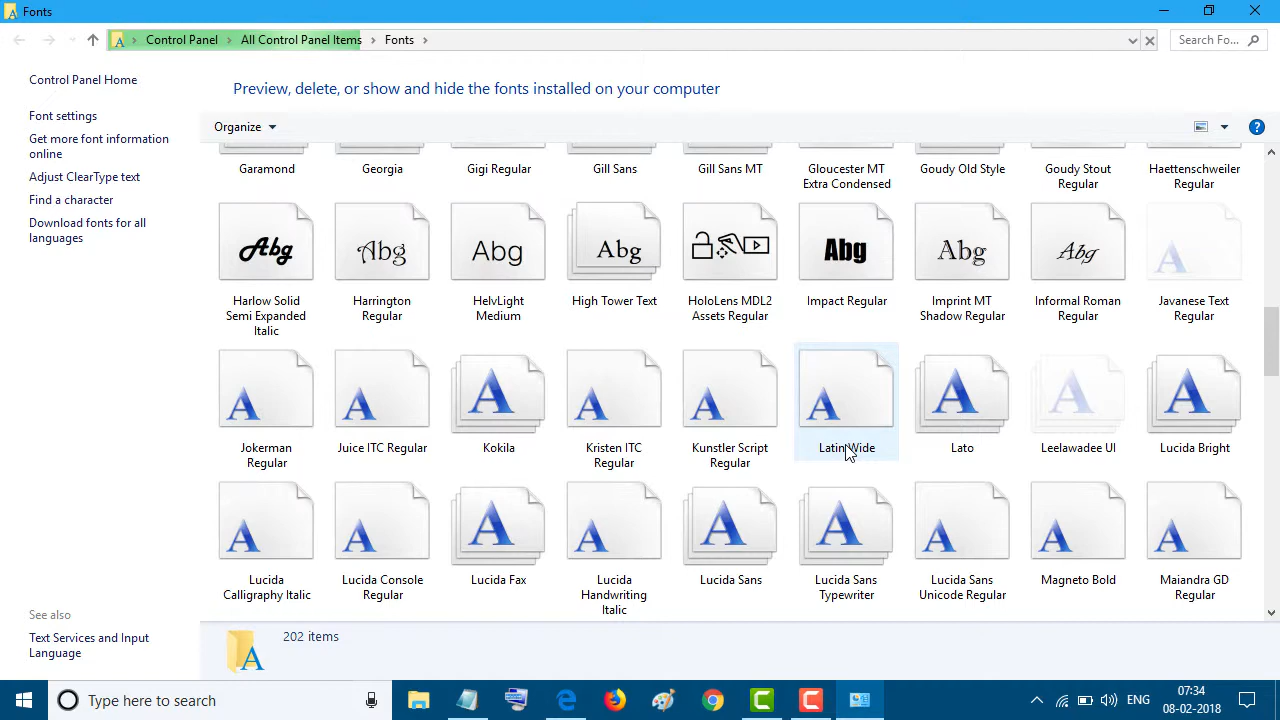 Fonts
Control Panel
All Control Panel Items
Fonts
Search Fo...
Control Panel Home
Font settings
Get more font information
online
Adjust ClearType text
Find a character
Download fonts for all
languages
See also
Text Services and Input
Language
Preview, delete, or show and hide the fonts installed on your computer
Organize
Garamond
Georgia
Gigi Regular
Gill Sans
Gill Sans MT
Gloucester MT
Extra Condensed
Goudy Old Style
Goudy Stout
Regular
Haettenschweiler
Regular
Abg
Harlow Solid
Semi Expanded
Italic
Abg
Harrington
Regular
Abg
HelvLight
Medium
Abg
High Tower Text
HoloLens MDL2
Assets Regular
Abg
Impact Regular
Abg
Imprint MT
Shadow Regular
Abg
Informal Roman
Regular
A
Javanese Text
Regular
A
Jokerman
Regular
A
Juice ITC Regular
A
Kokila
A
Kristen ITC
Regular
A
Kunstler Script
Regular
A
Latin Wide
A
Lato
A
Leelawadee UI
A
Lucida Bright
A
Lucida
Calligraphy Italic
A
Lucida Console
Regular
A
Lucida Fax
A
Lucida
Handwriting
Italic
A
Lucida Sans
A
Lucida Sans
Typewriter
A
Lucida Sans
Unicode Regular
A
Magneto Bold
A
Maiandra GD
Regular
202 items
Type here to search
ENG
07:34
08-02-2018